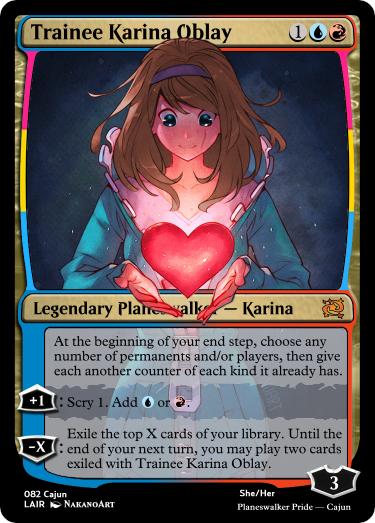 Trainee Karina Oblay 1
Legendary Planeswalker — Karina
At the beginning of your end step, choose any
number of permanents and/or players, then give
each another counter of each kind it already has.
+1: Scry 1. Add or .
-X: Exile the top X cards of your library. Until the
end of your next turn, you may play two cards
exiled with Trainee Karina Oblay.
3
082 Cajun She/Her
LAIR NakanoArt Planeswalker Pride — Cajun